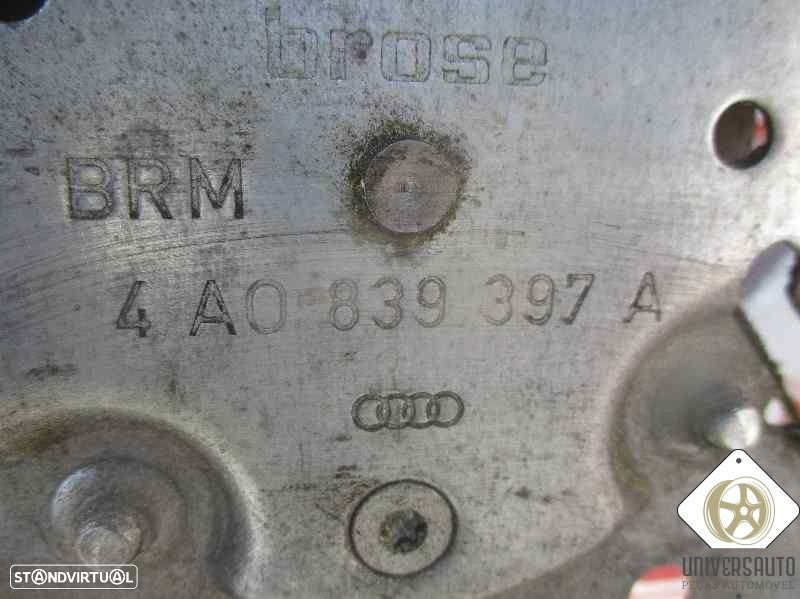 brose
BRM
4 A0 839 397 A
UNIVERSAUTO
PEÇAS AUTOMÓVEL
STANDVIRTUAL